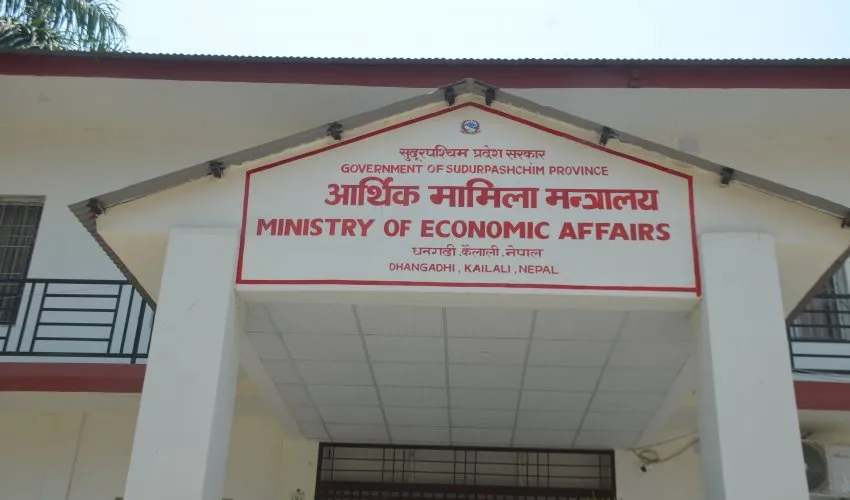 सुदूरपश्चिम प्रदेश सरकार
GOVERNMENT OF SUDURPASHCHIM PROVINCE
आर्थिक मामिला मन्त्रालय
MINISTRY OF ECONOMIC AFFAIRS
धनगढी, कैलाली, नेपाल
DHANGADHI, KAILALI, NEPAL